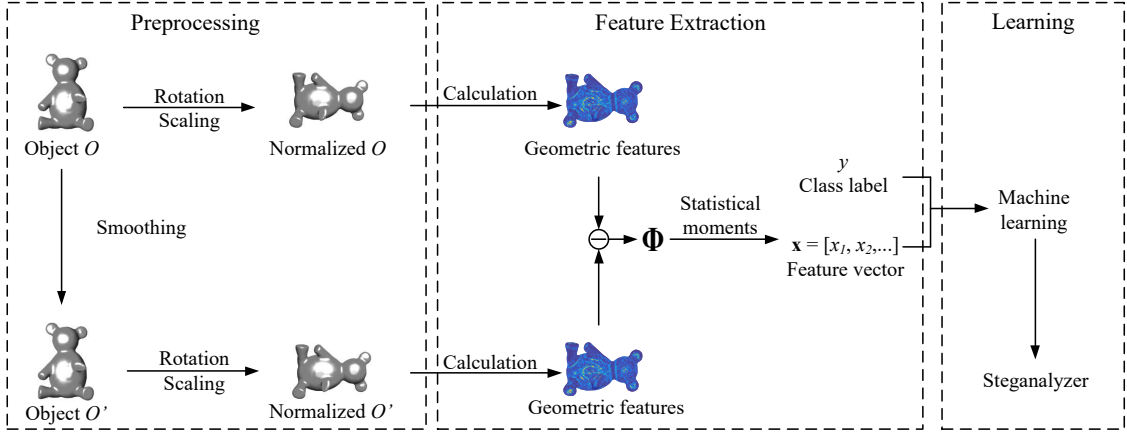 Preprocessing
Feature Extraction
Learning
Rotation
Scaling
Object O
Normalized O
Calculation
Geometric features
Smoothing
y
Class label
Statistical
moments
Φ
x = [x₁, x₂,...]
Feature vector
Machine
learning
Rotation
Scaling
Object O’
Normalized O’
Calculation
Geometric features
Steganalyzer